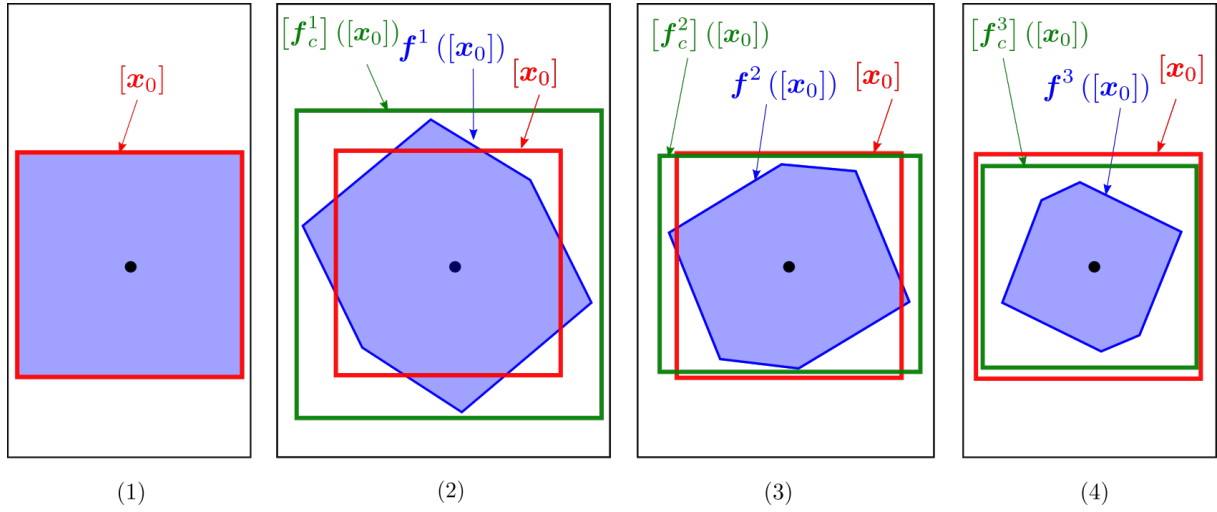 [x₀]
[f_c^1]([x₀])
f^1([x₀])
[x₀]
[f_c^2]([x₀])
f^2([x₀])
[x₀]
[f_c^3]([x₀])
f^3([x₀])
[x₀]
(1)
(2)
(3)
(4)